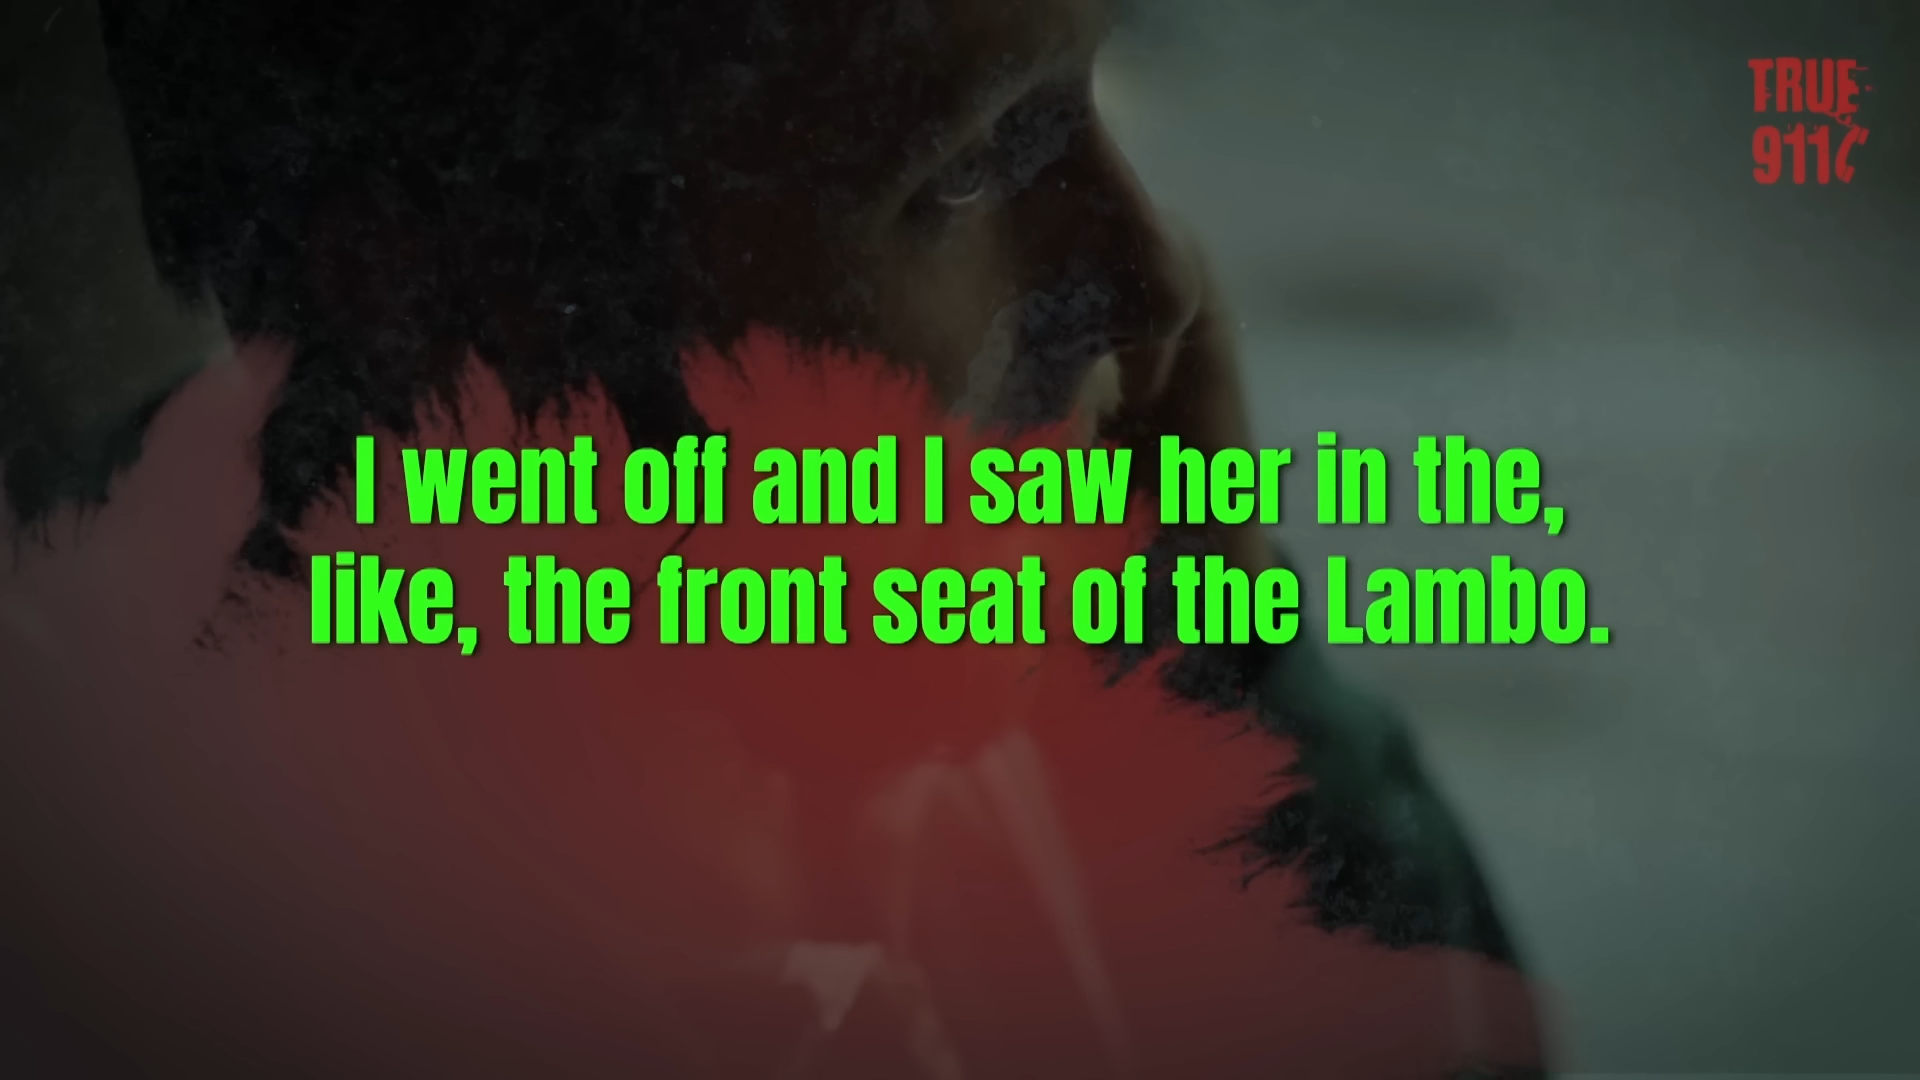 TRUE
911
I went off and I saw her in the,
like, the front seat of the Lambo.